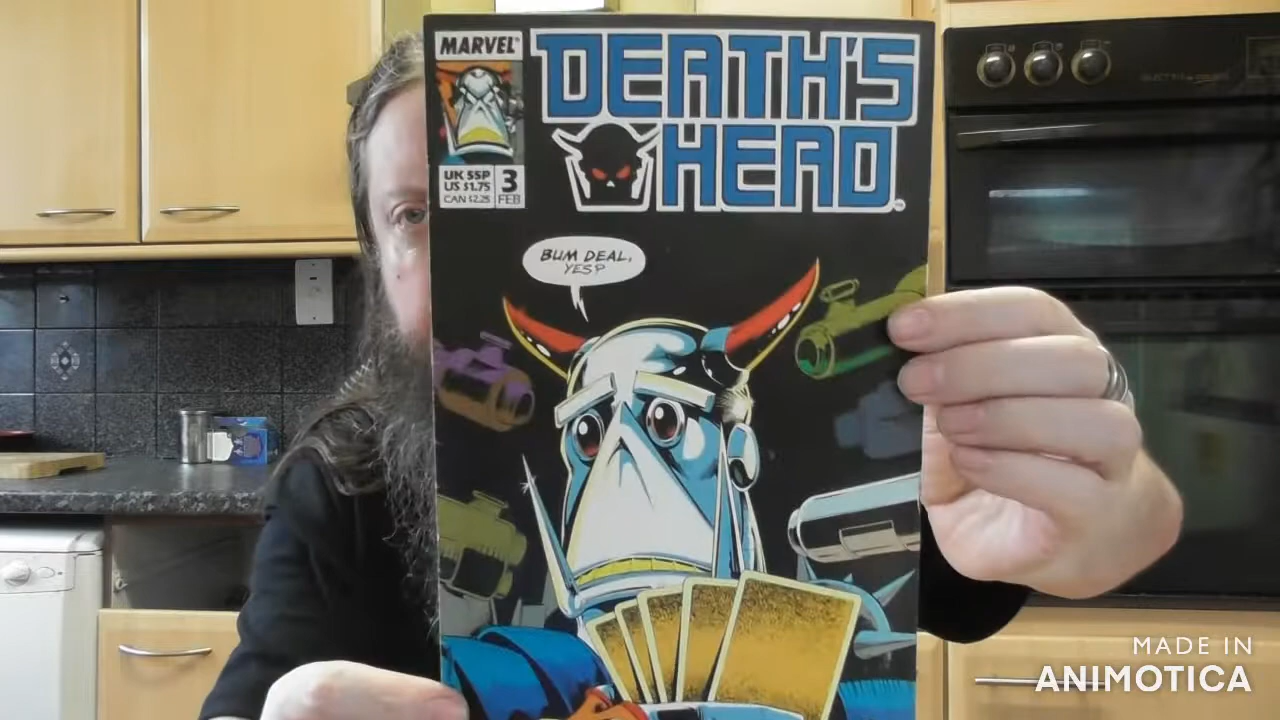 MARVEL
DEATH'S
HEAD
UK 55P
US $1.75
CAN $2.25
3
FEB
BUM DEAL,
YES?
MADE IN
ANIMOTICA